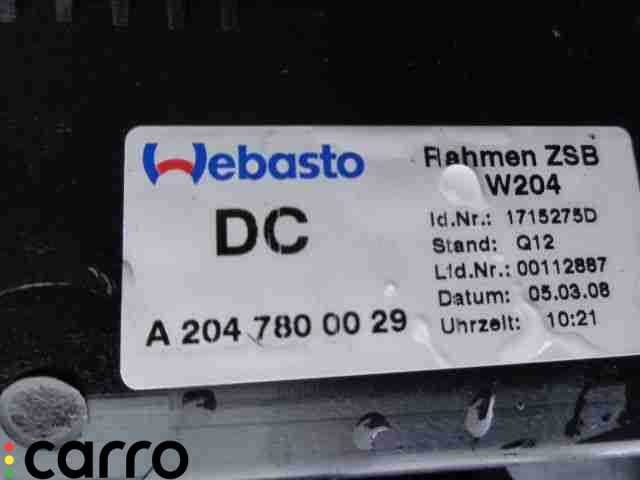 Webasto
DC
A 204 780 00 29
Rahmen ZSB
W204
Id.Nr.: 1715275D
Stand: Q12
Lfd.Nr.: 00112887
Datum: 05.03.08
Uhrzeit: 10:21
carro